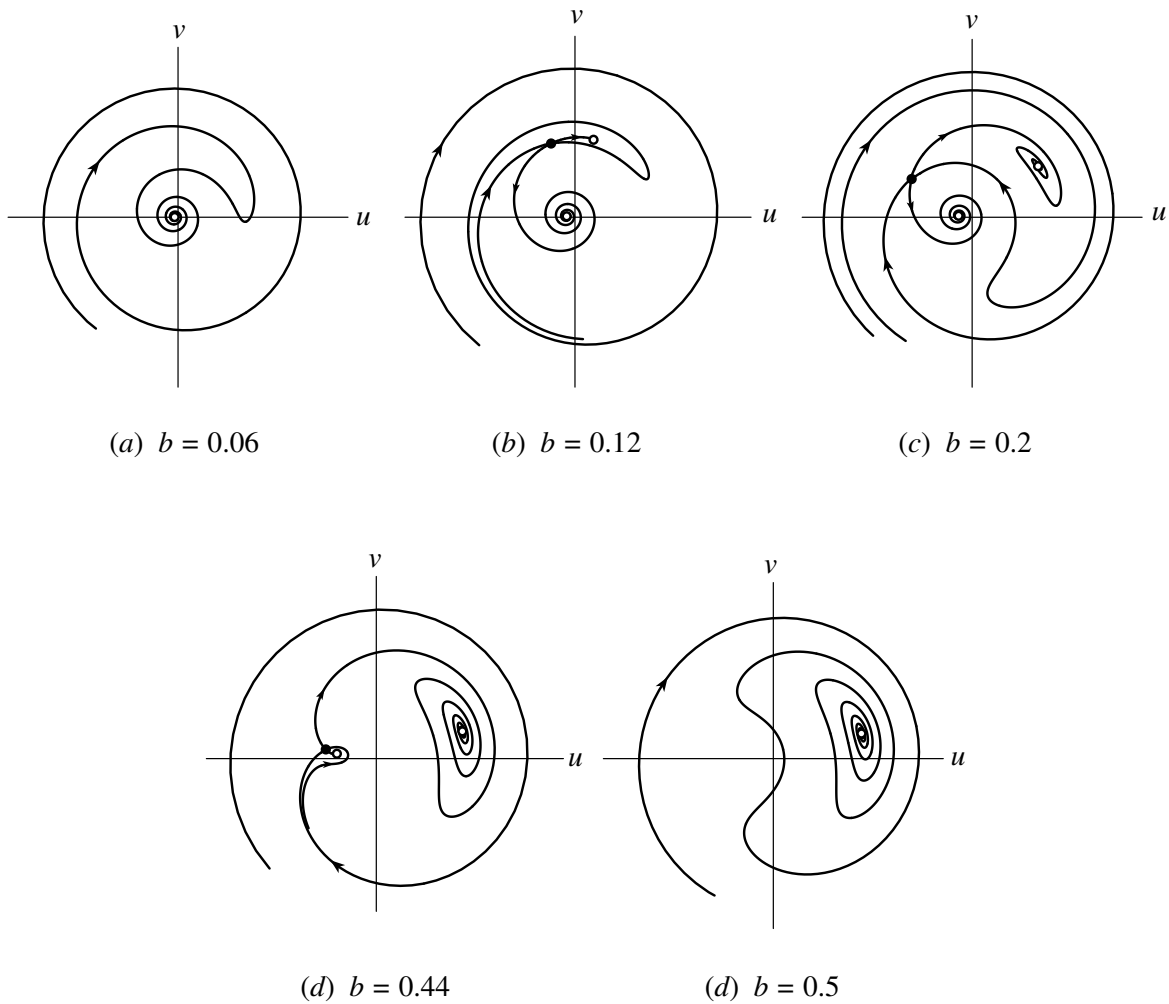 v
u
(a) b = 0.06
v
u
(b) b = 0.12
v
u
(c) b = 0.2
v
u
(d) b = 0.44
v
u
(d) b = 0.5